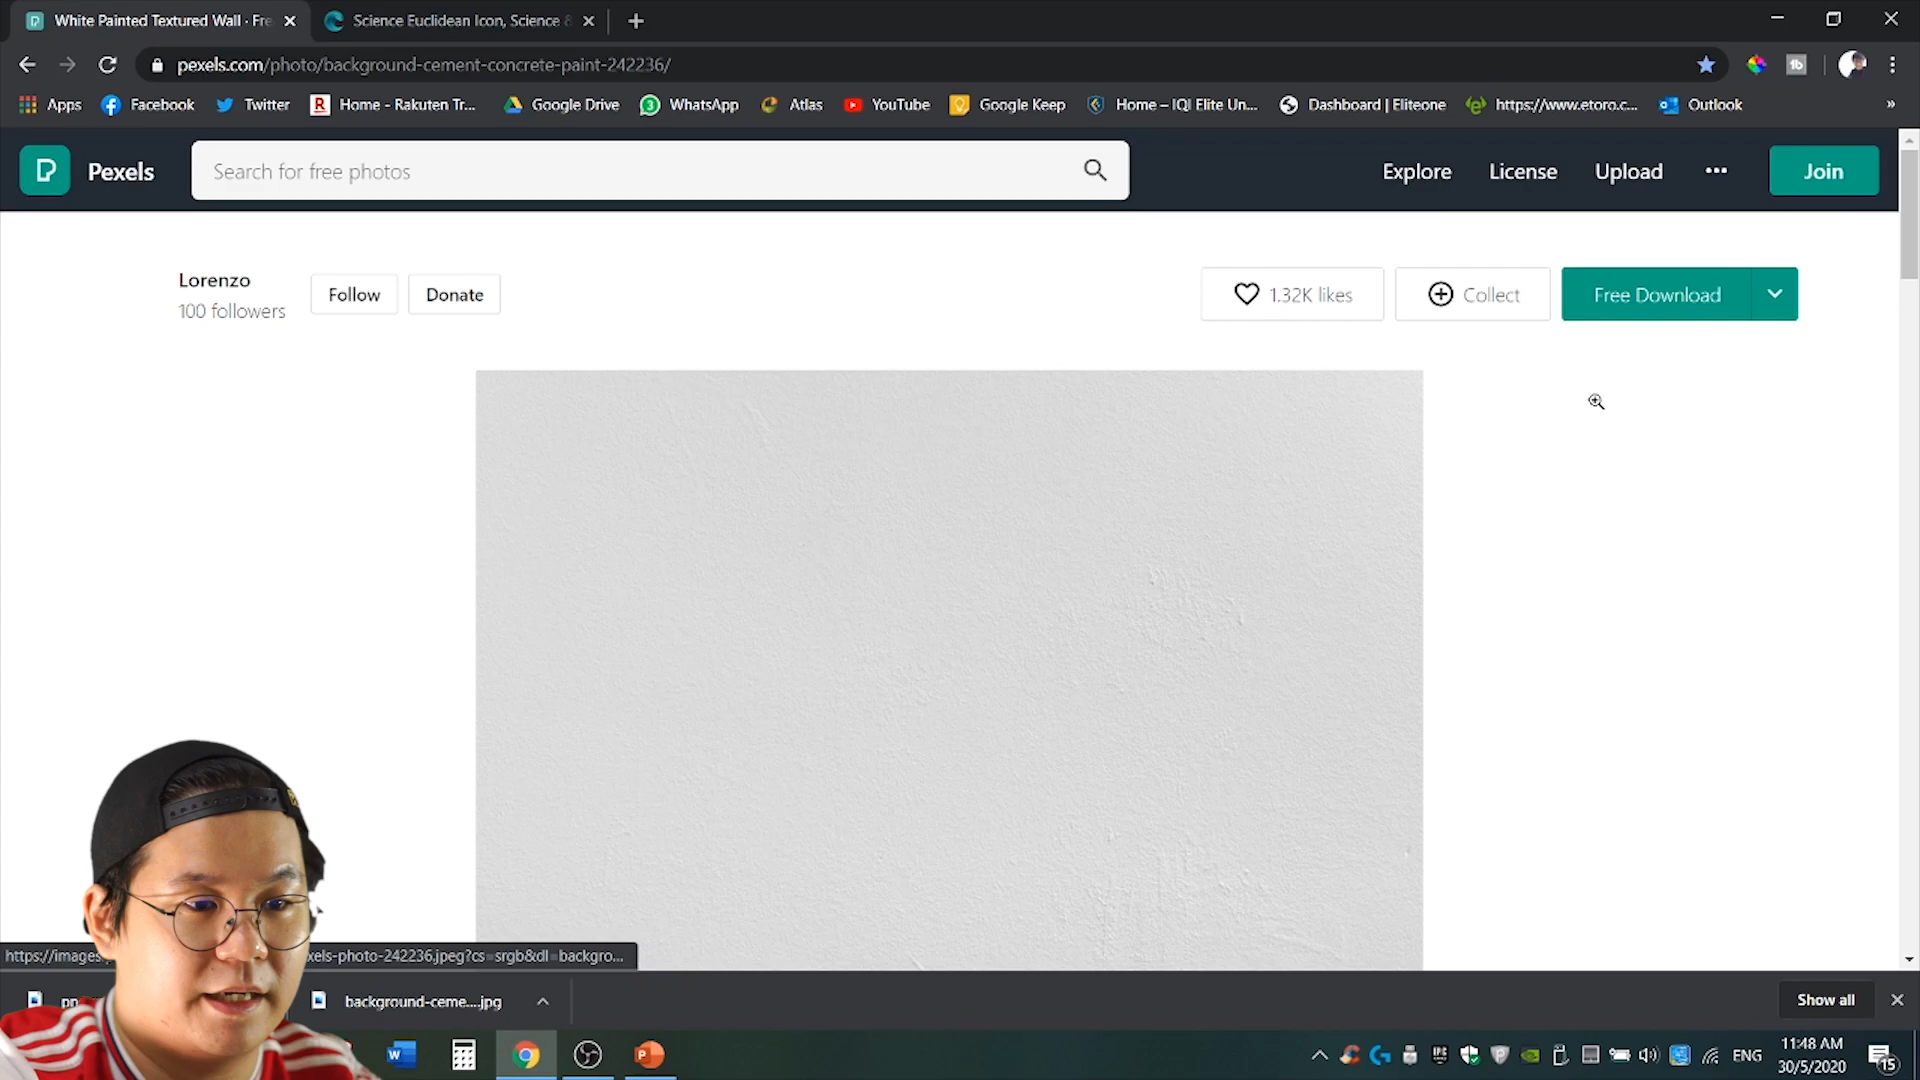 White Painted Textured Wall · Fre
Science Euclidean Icon, Science &
pexels.com/photo/background-cement-concrete-paint-242236/
Apps
Facebook
Twitter
Home - Rakuten Tr...
Google Drive
WhatsApp
Atlas
YouTube
Google Keep
Home – IQI Elite Un...
Dashboard | Eliteone
https://www.etoro.c...
Outlook
»
Pexels
Search for free photos
Explore
License
Upload
Join
Lorenzo
100 followers
Follow
Donate
1.32K likes
Collect
Free Download
https://images
xels-photo-242236.jpeg?cs=srgb&dl=backgro...
background-ceme....jpg
Show all
ENG
11:48 AM
30/5/2020
15